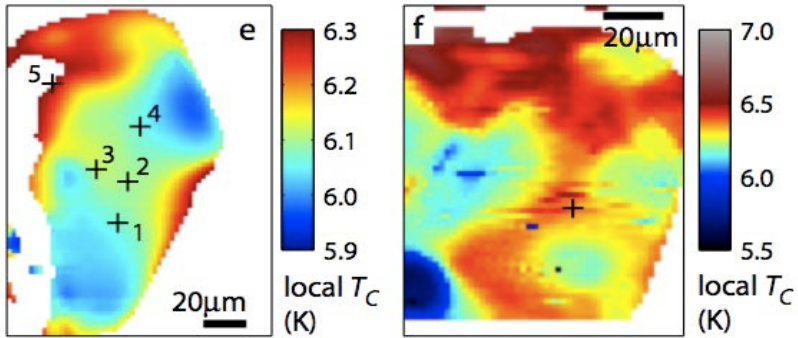 e
5
4
3
2
1
20μm
6.3
6.2
6.1
6.0
5.9
local T_C
(K)
f
20μm
7.0
6.5
6.0
5.5
local T_C
(K)